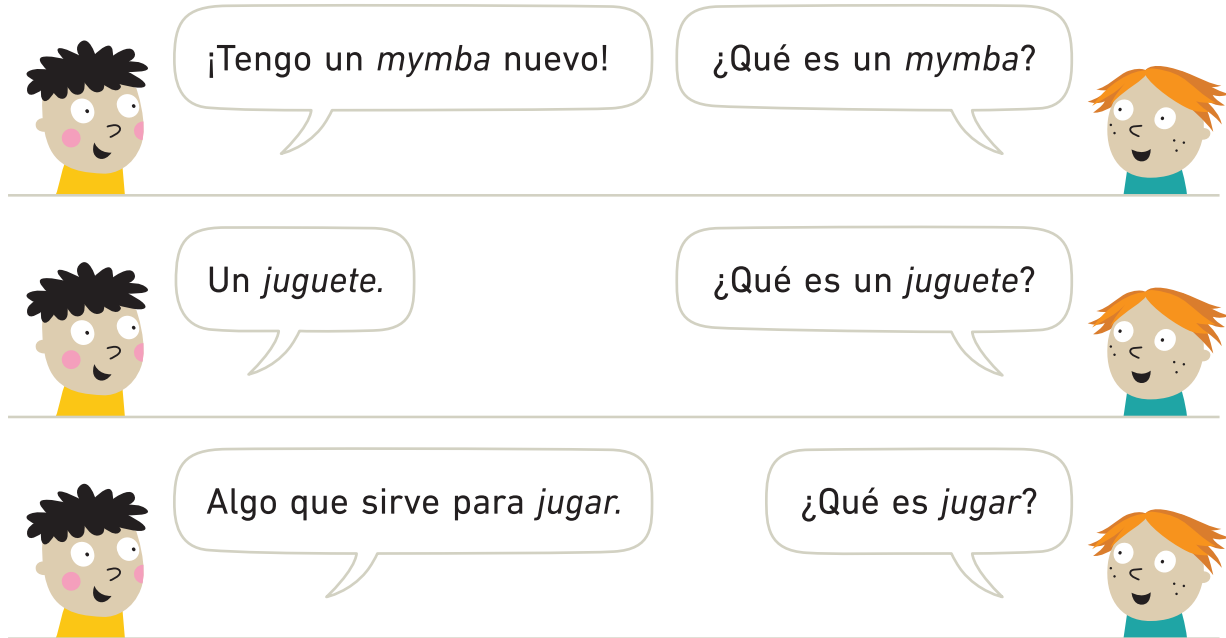 ¡Tengo un mymba nuevo!
¿Qué es un mymba?
Un juguete.
¿Qué es un juguete?
Algo que sirve para jugar.
¿Qué es jugar?